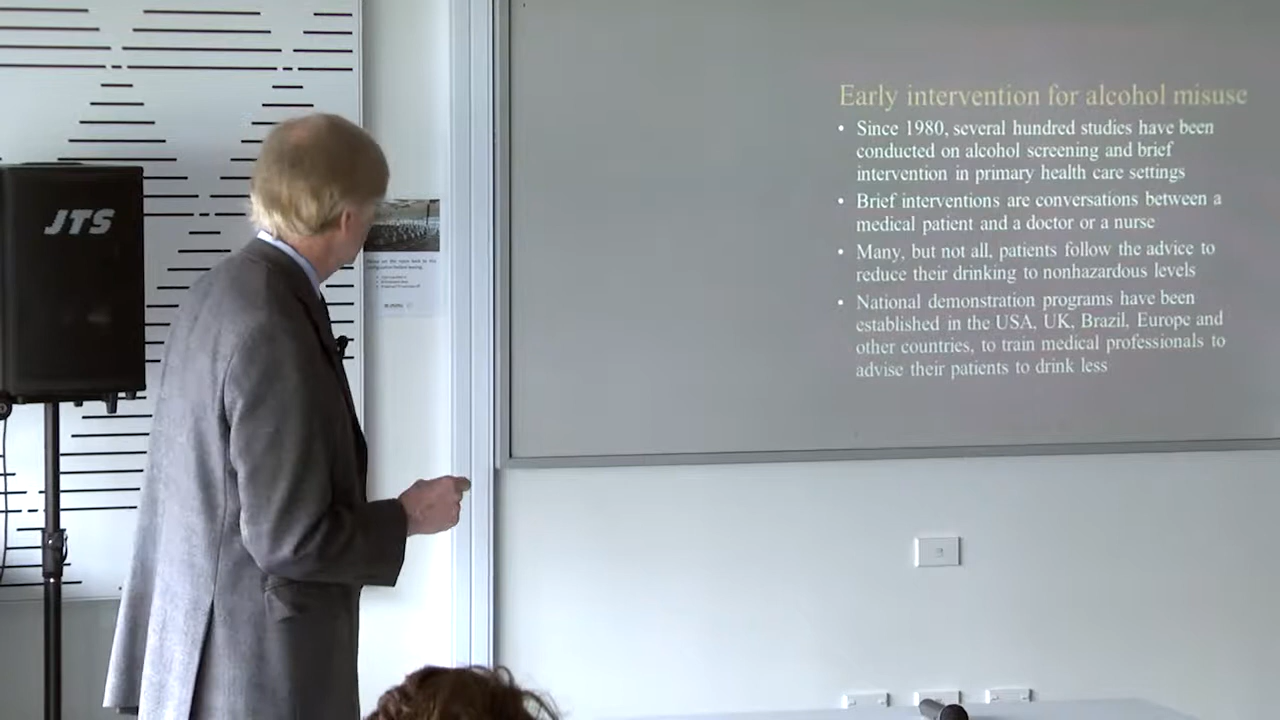 JTS
Early intervention for alcohol misuse
• Since 1980, several hundred studies have been
conducted on alcohol screening and brief
intervention in primary health care settings
• Brief interventions are conversations between a
medical patient and a doctor or a nurse
• Many, but not all, patients follow the advice to
reduce their drinking to nonhazardous levels
• National demonstration programs have been
established in the USA, UK, Brazil, Europe and
other countries, to train medical professionals to
advise their patients to drink less